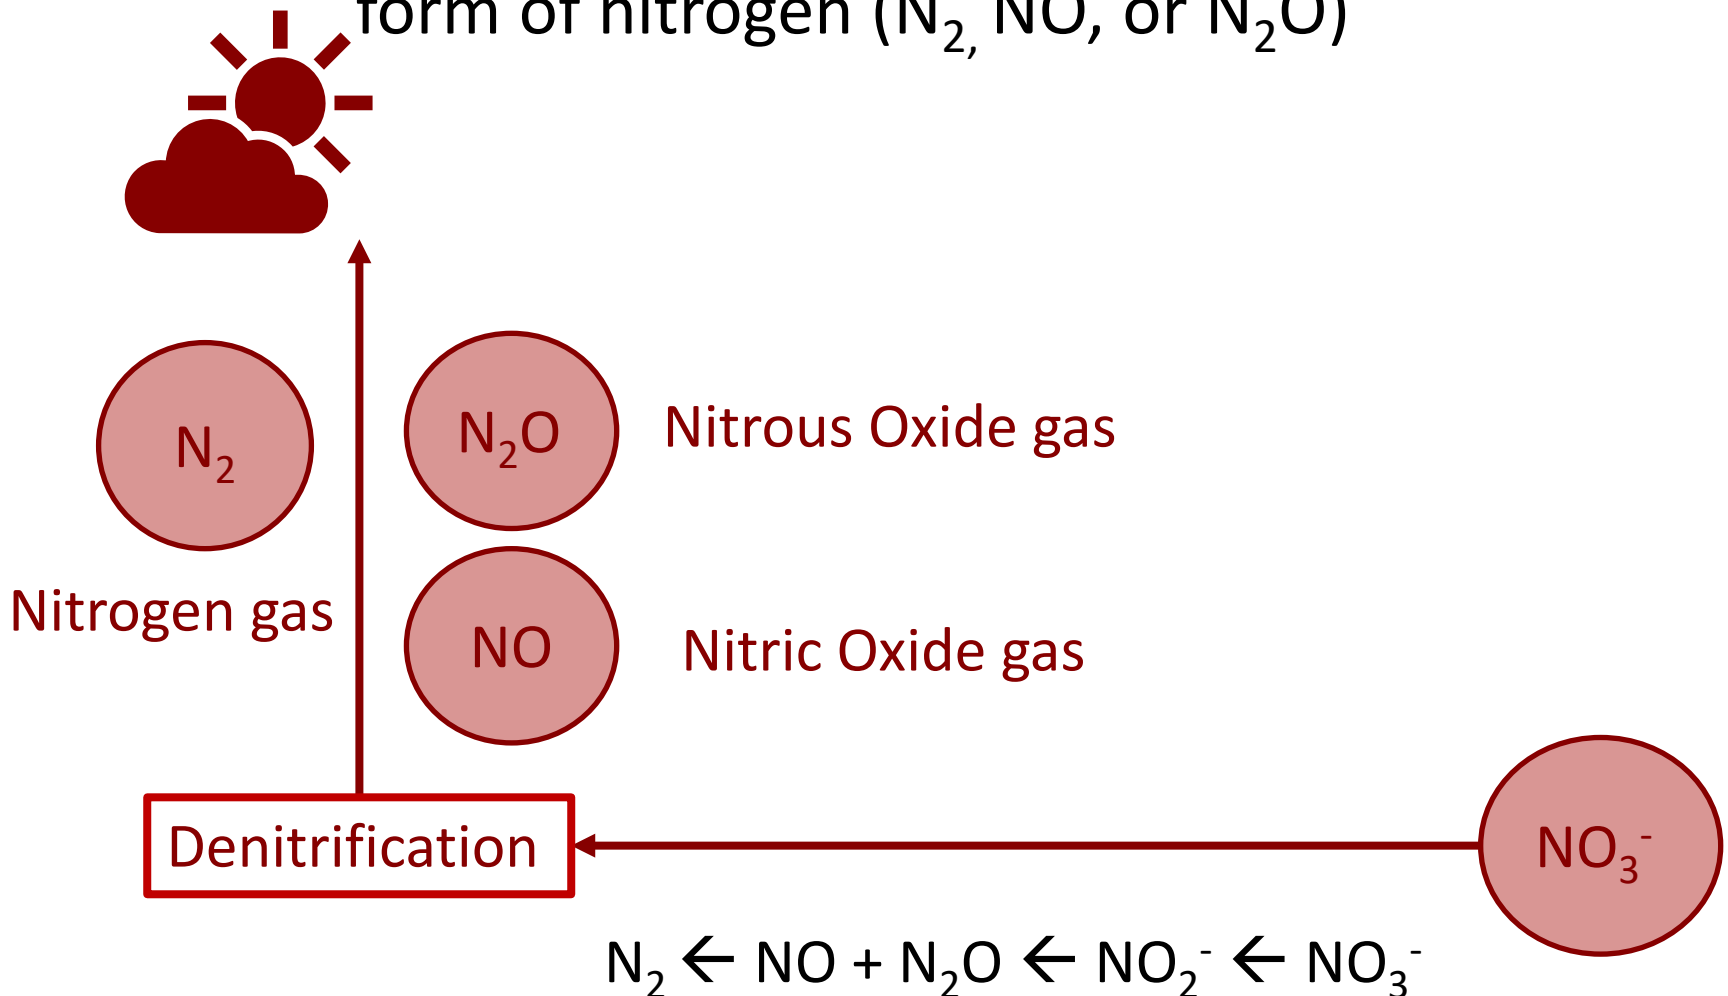 form of nitrogen (N₂, NO, or N₂O)
N₂
N₂O
Nitrous Oxide gas
Nitrogen gas
NO
Nitric Oxide gas
Denitrification
NO₃⁻
N₂ ← NO + N₂O ← NO₂⁻ ← NO₃⁻